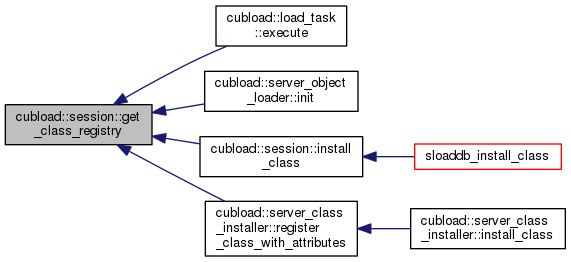 cubload::load_task
::execute
cubload::server_object
_loader::init
cubload::session::get
_class_registry
cubload::session::install
_class
sloaddb_install_class
cubload::server_class
_installer::register
_class_with_attributes
cubload::server_class
_installer::install_class